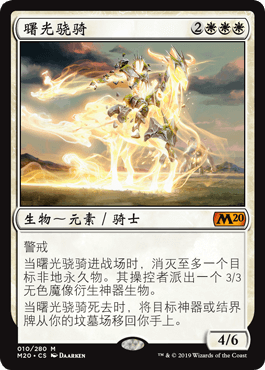 曙光骁骑 2
生物~元素 / 骑士 M20
警戒
当曙光骁骑进战场时，消灭至多一个目
标非地永久物。其操控者派出一个 3/3
无色魔像衍生神器生物。
当曙光骁骑死去时，将目标神器或结界
牌从你的坟墓场移回你手上。
4/6
010/280 M
M20 • CS DAARKEN
™ & © 2019 Wizards of the Coast